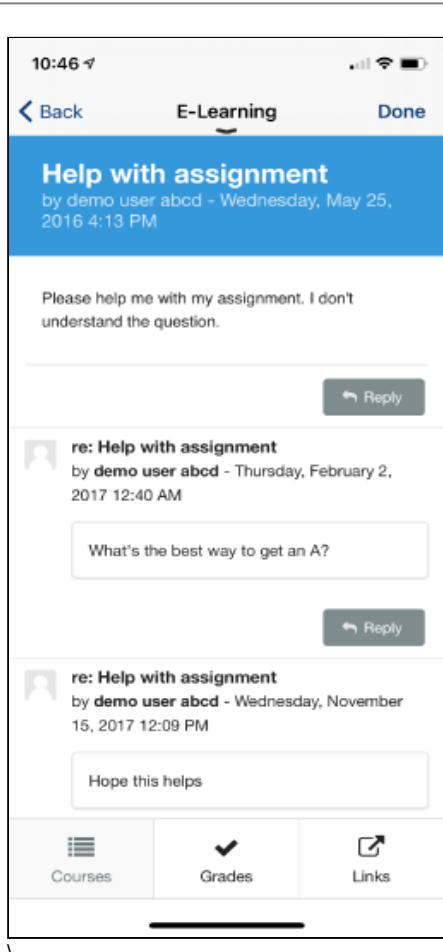 10:46
Back E-Learning Done
Help with assignment
by demo user abcd - Wednesday, May 25,
2016 4:13 PM
Please help me with my assignment. I don't
understand the question.
Reply
re: Help with assignment
by demo user abcd - Thursday, February 2,
2017 12:40 AM
What's the best way to get an A?
Reply
re: Help with assignment
by demo user abcd - Wednesday, November
15, 2017 12:09 PM
Hope this helps
Courses Grades Links
\